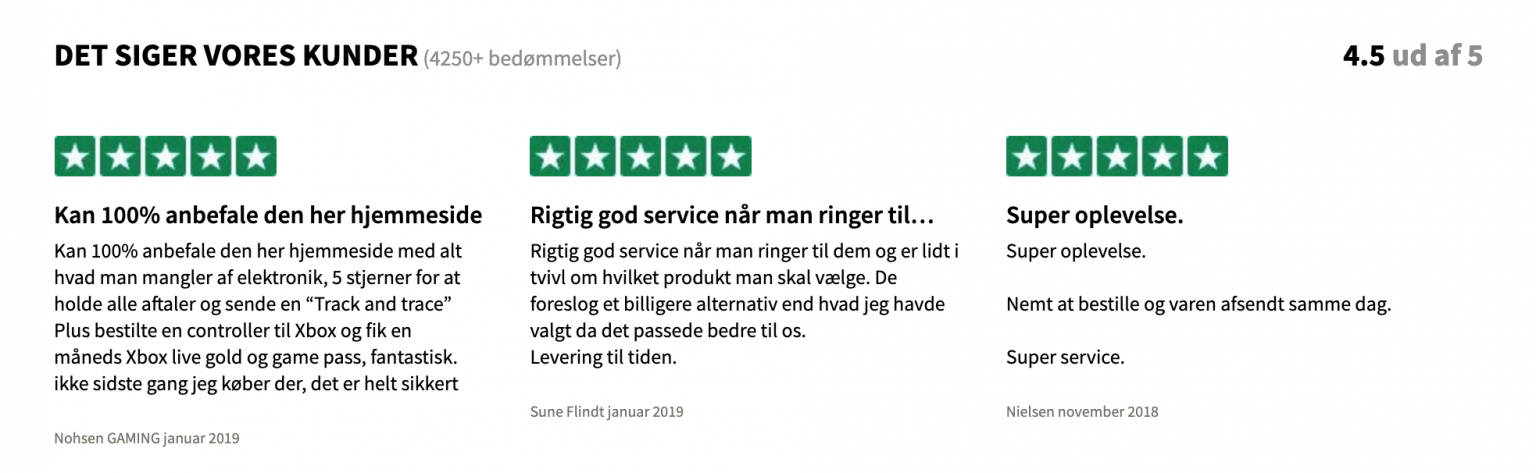 DET SIGER VORES KUNDER (4250+ bedømmelser)
4.5 ud af 5
Kan 100% anbefale den her hjemmeside
Kan 100% anbefale den her hjemmeside med alt
hvad man mangler af elektronik, 5 stjerner for at
holde alle aftaler og sende en “Track and trace”
Plus bestilte en controller til Xbox og fik en
måneds Xbox live gold og game pass, fantastisk.
ikke sidste gang jeg køber der, det er helt sikkert
Nohsen GAMING januar 2019
Rigtig god service når man ringer til…
Rigtig god service når man ringer til dem og er lidt i
tvivl om hvilket produkt man skal vælge. De
foreslog et billigere alternativ end hvad jeg havde
valgt da det passede bedre til os.
Levering til tiden.
Sune Flindt januar 2019
Super oplevelse.
Super oplevelse.
Nemt at bestille og varen afsendt samme dag.
Super service.
Nielsen november 2018